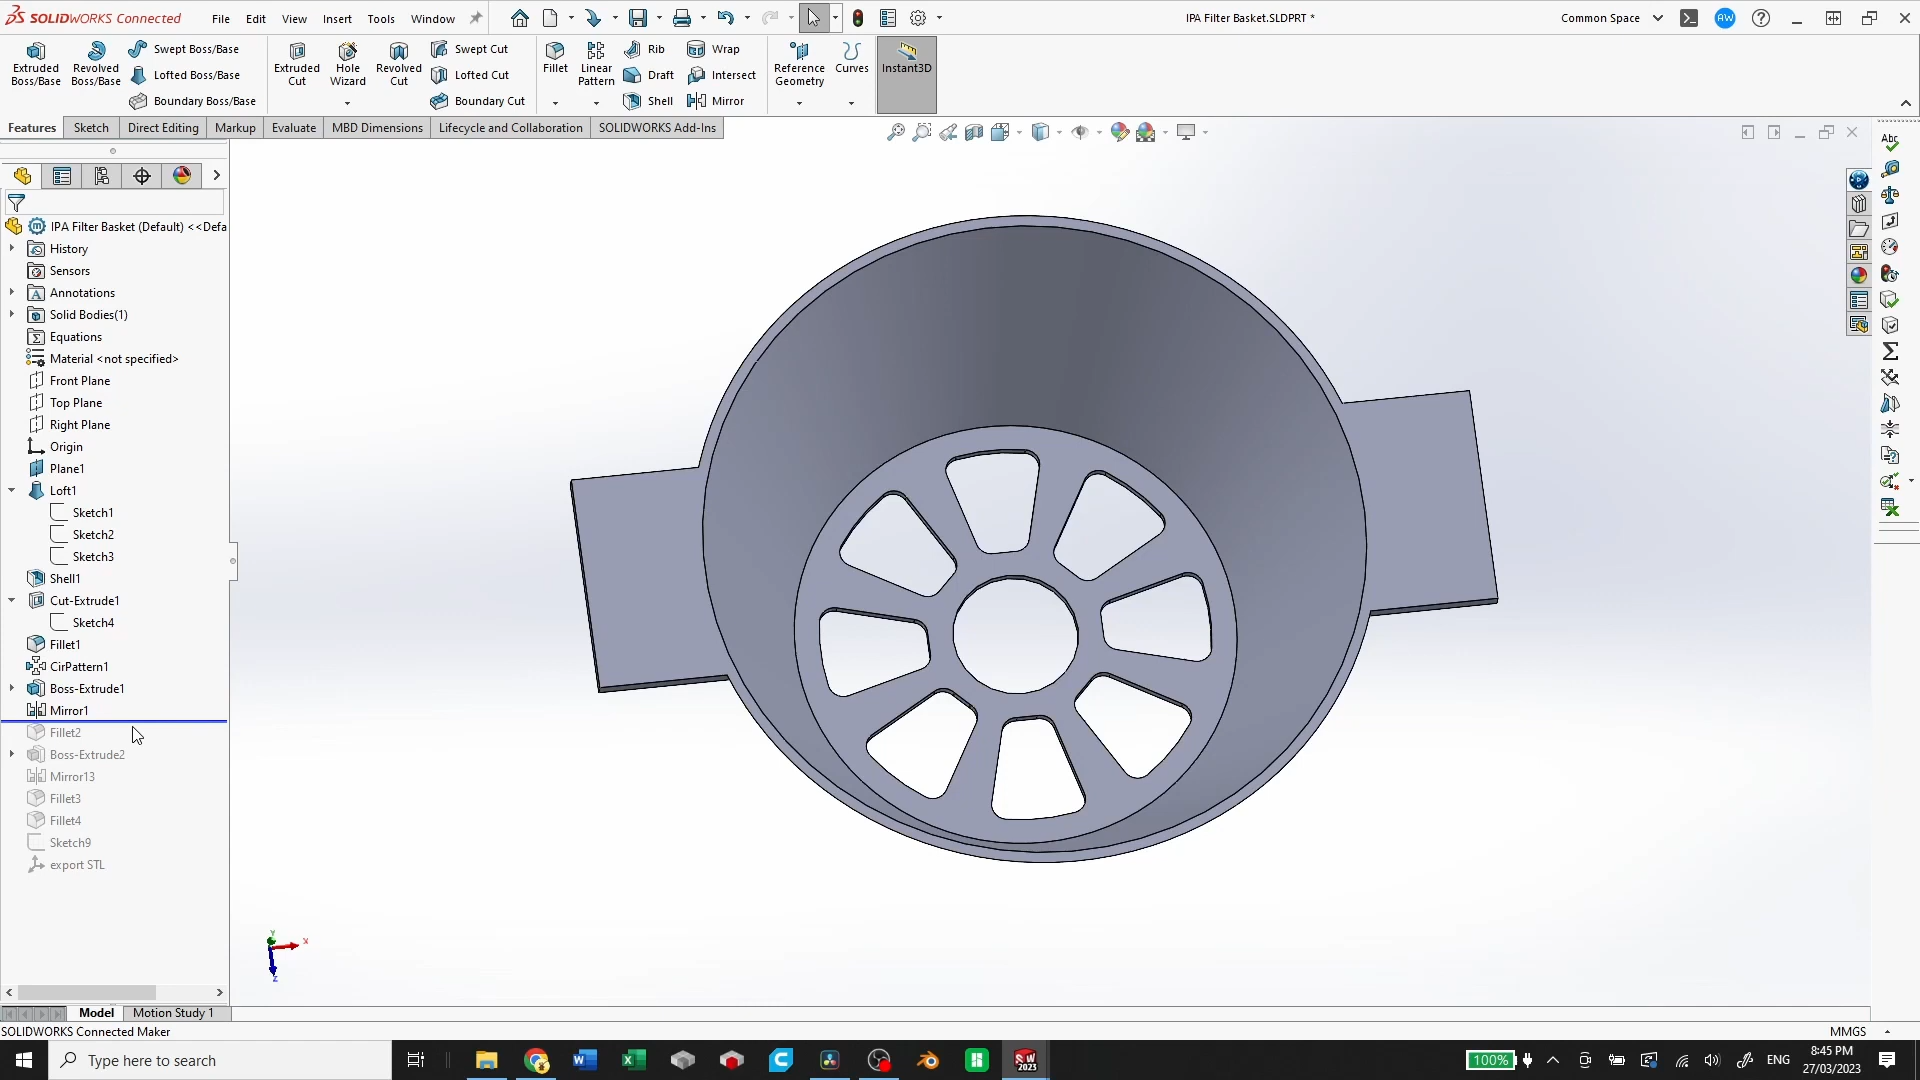 SOLIDWORKS Connected File Edit View Insert Tools Window IPA Filter Basket.SLDPRT * Common Space AW
Extruded Boss/Base
Revolved Boss/Base
Swept Boss/Base
Lofted Boss/Base
Boundary Boss/Base
Extruded Cut
Hole Wizard
Revolved Cut
Swept Cut
Lofted Cut
Boundary Cut
Fillet
Linear Pattern
Rib
Draft
Shell
Wrap
Intersect
Mirror
Reference Geometry
Curves
Instant3D
Features Sketch Direct Editing Markup Evaluate MBD Dimensions Lifecycle and Collaboration SOLIDWORKS Add-Ins
Abc
IPA Filter Basket (Default) <<Defa
History
Sensors
Annotations
Solid Bodies(1)
Equations
Material <not specified>
Front Plane
Top Plane
Right Plane
Origin
Plane1
Loft1
Sketch1
Sketch2
Sketch3
Shell1
Cut-Extrude1
Sketch4
Fillet1
CirPattern1
Boss-Extrude1
Mirror1
Fillet2
Boss-Extrude2
Mirror13
Fillet3
Fillet4
Sketch9
export STL
Y
X
Z
Model Motion Study 1
SOLIDWORKS Connected Maker MMGS
Type here to search
SW
2023
100%
ENG
8:45 PM
27/03/2023